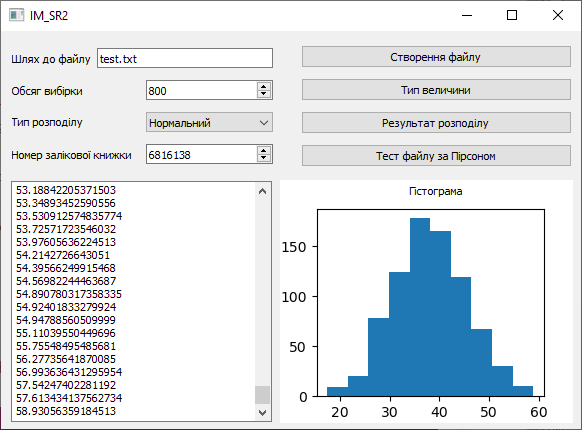 IM_SR2
Шлях до файлу test.txt
Створення файлу
Обсяг вибірки 800
Тип величини
Тип розподілу Нормальний
Результат розподілу
Номер залікової книжки 6816138
Тест файлу за Пірсоном
53.18842205371503
53.34893452590556
53.530912574835774
53.72571723546032
53.97605636224513
54.2142726643051
54.39566249915468
54.56982244463687
54.890780317358335
54.92401833279924
54.94788560509999
55.11039550449696
55.75548495485681
56.27735641870085
56.993636431295954
57.54247402281192
57.613434137562734
58.93056359184513
Гістограма
150
100
50
0
20 30 40 50 60